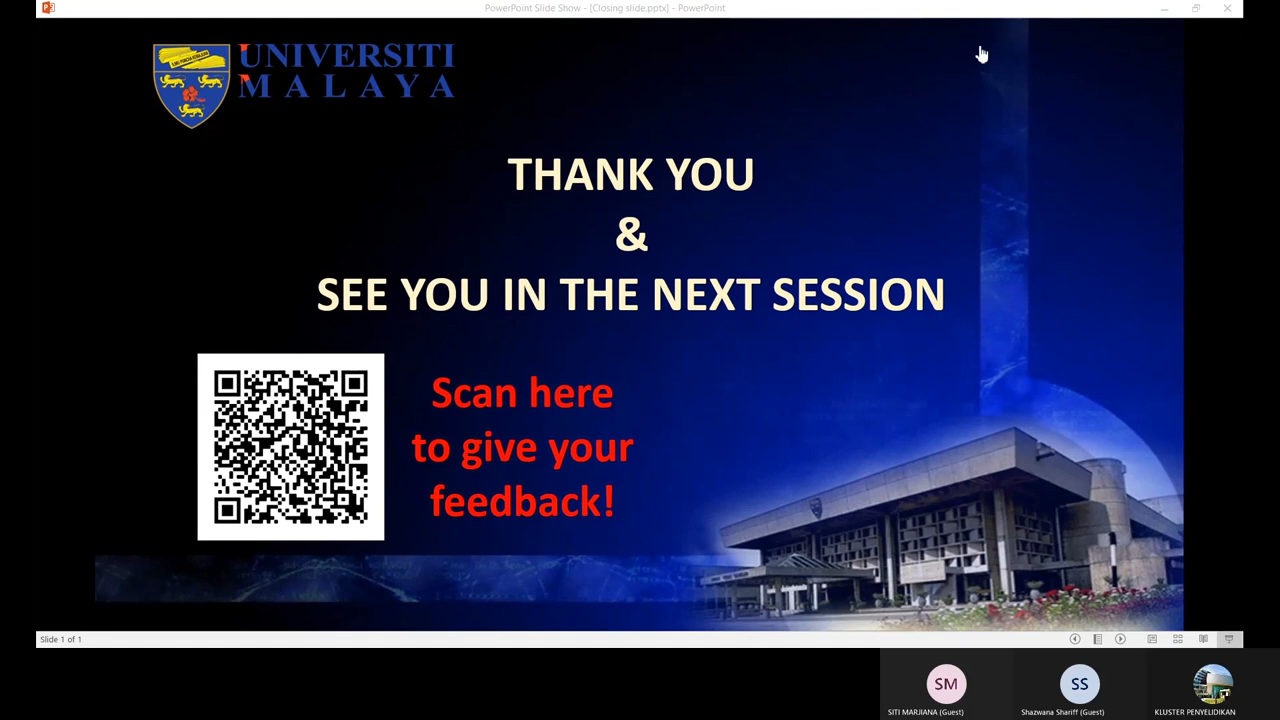 PowerPoint Slide Show - [Closing slide.pptx] - PowerPoint
UNIVERSITI
MALAYA
THANK YOU
&
SEE YOU IN THE NEXT SESSION
Scan here
to give your
feedback!
Slide 1 of 1
SM
SS
SITI MARJIANA (Guest)
Shazwana Shariff (Guest)
KLUSTER PENYELIDIKAN